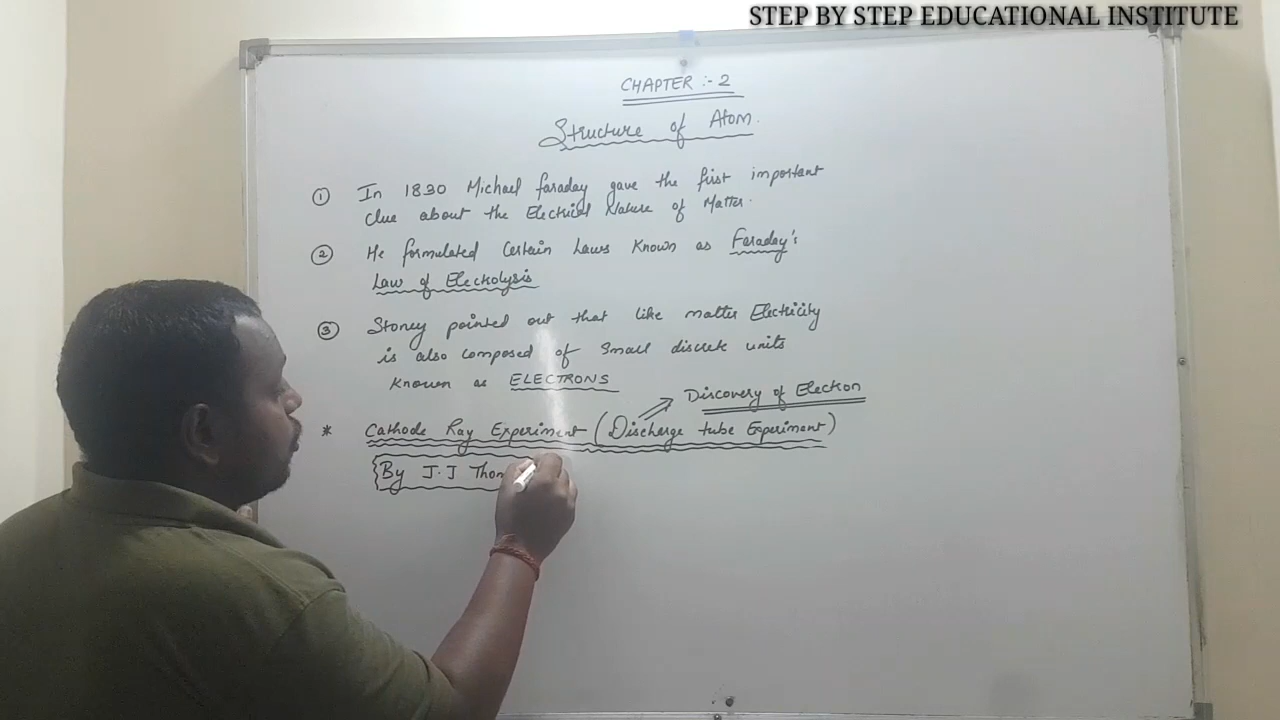 STEP BY STEP EDUCATIONAL INSTITUTE
CHAPTER :- 2
Structure of Atom.
① In 1830 Michael faraday gave the first important
clue about the Electrical Nature of Matter.
② He formulated Certain Laws Known as Faraday's
Law of Electrolysis
③ Stoney pointed out that like matter Electricity
is also composed of Small discrete units
Known as ELECTRONS
Discovery of Electron
* Cathode Ray Experiment (Discharge tube Experiment)
By J.J